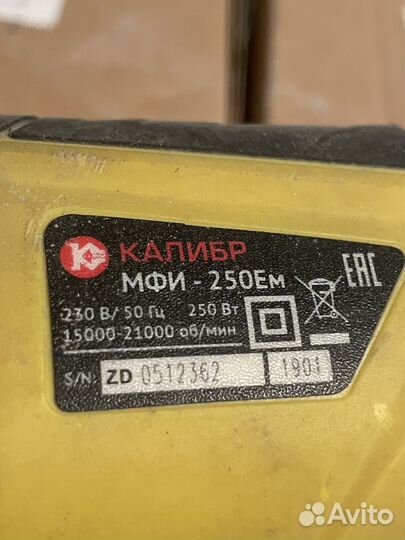 КАЛИБР
МФИ - 250Ем
EAC
230 В/ 50 Гц 250 Вт
15000-21000 об/мин
S/N: ZD 0512362 1901
Avito